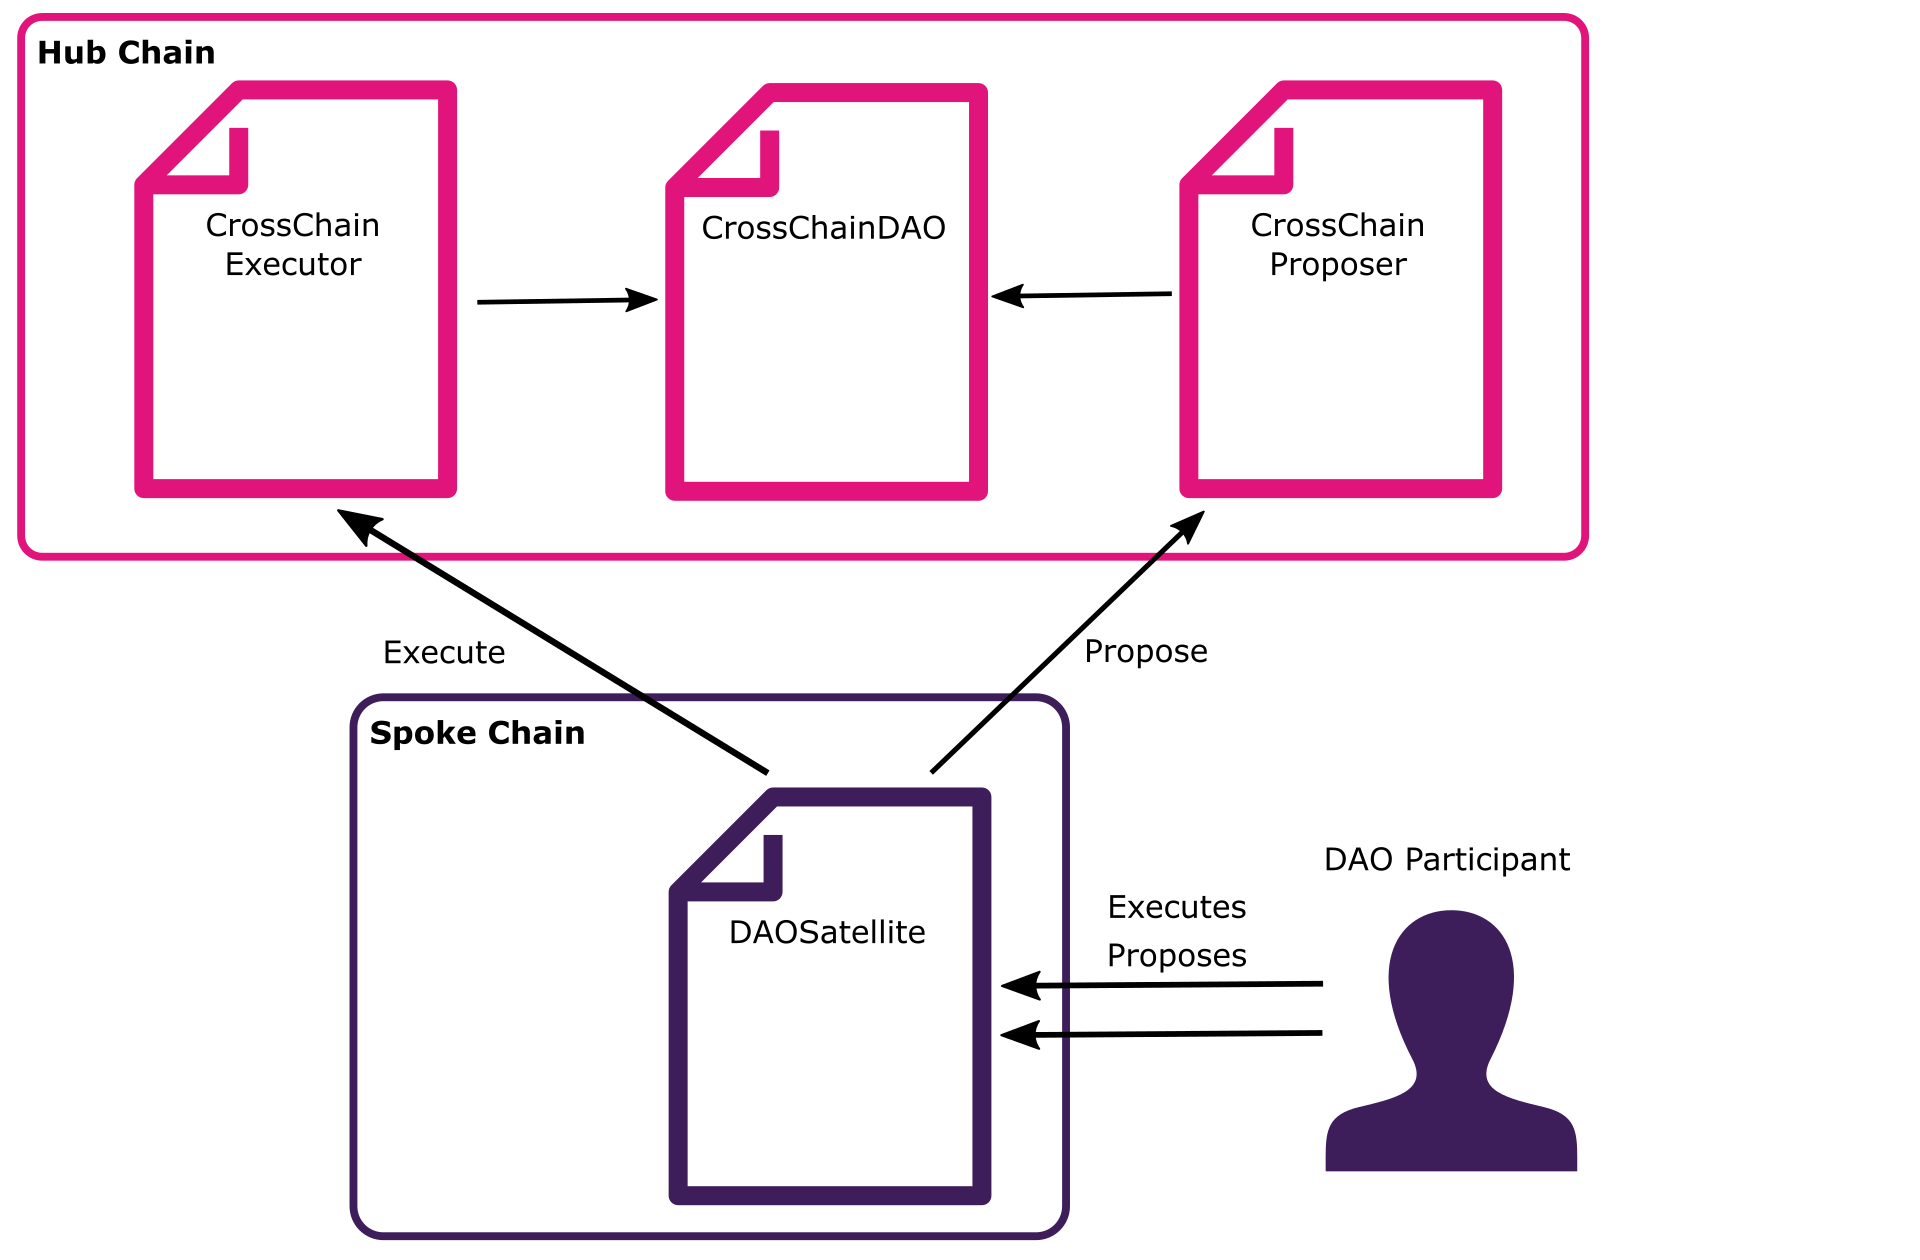 Hub Chain
CrossChain
Executor
CrossChainDAO
CrossChain
Proposer
Execute
Propose
Spoke Chain
DAOSatellite
DAO Participant
Executes
Proposes